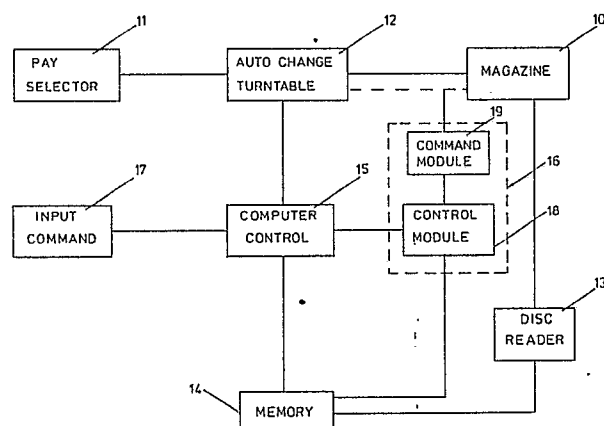 11
PAY
SELECTOR
12
AUTO CHANGE
TURNTABLE
10
MAGAZINE
19
COMMAND
MODULE
16
17
INPUT
COMMAND
15
COMPUTER
CONTROL
CONTROL
MODULE
18
13
DISC
READER
14
MEMORY